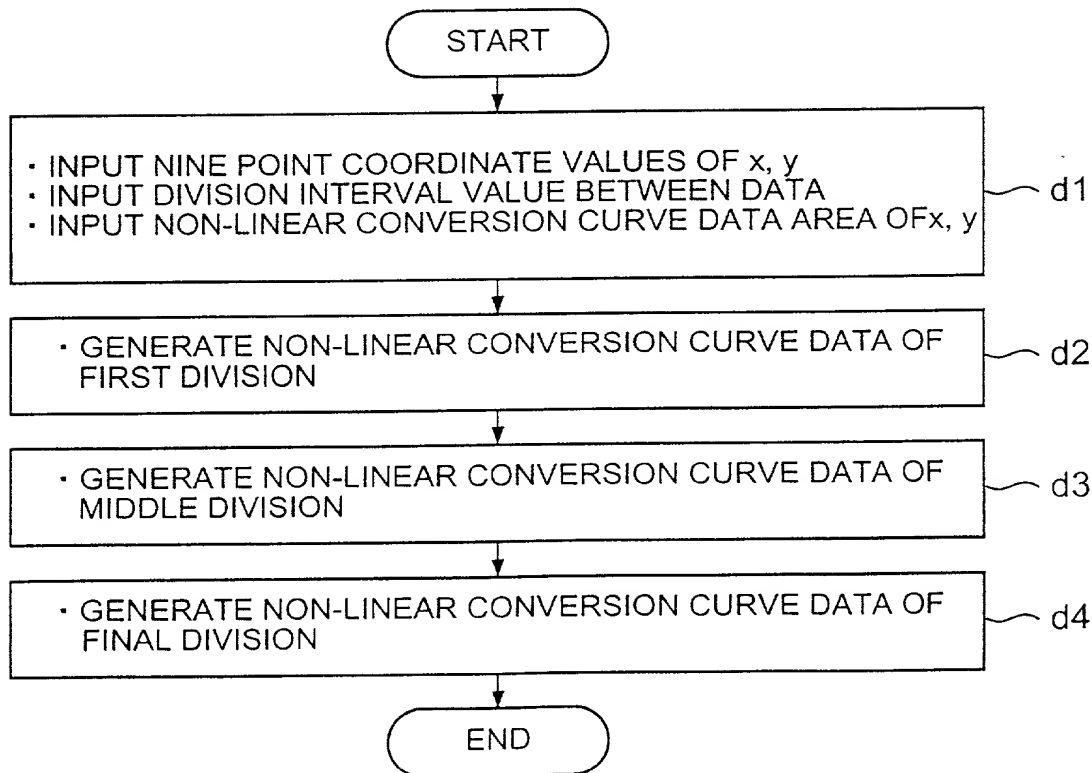 START
· INPUT NINE POINT COORDINATE VALUES OF x, y
· INPUT DIVISION INTERVAL VALUE BETWEEN DATA
· INPUT NON-LINEAR CONVERSION CURVE DATA AREA OFx, y
d1
· GENERATE NON-LINEAR CONVERSION CURVE DATA OF
FIRST DIVISION
d2
· GENERATE NON-LINEAR CONVERSION CURVE DATA OF
MIDDLE DIVISION
d3
· GENERATE NON-LINEAR CONVERSION CURVE DATA OF
FINAL DIVISION
d4
END